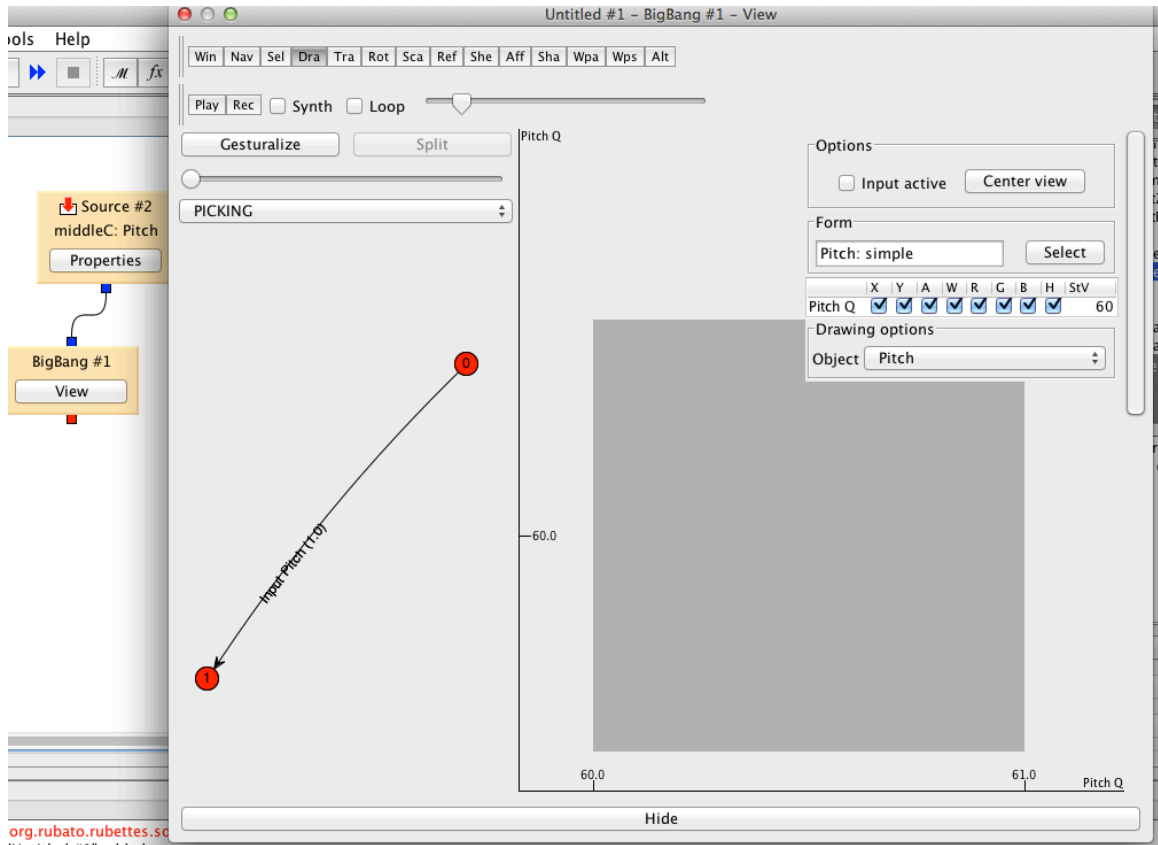 Untitled #1 – BigBang #1 – View
Help
Win Nav Sel Dra Tra Rot Sca Ref She Aff Sha Wpa Wps Alt
ℳ fx
Play Rec Synth Loop
Gesturalize Split
PICKING
Source #2
middleC: Pitch
Properties
BigBang #1
View
0
Input Pitch (1.0)
1
Pitch Q
60.0
60.0 61.0 Pitch Q
Options
Input active Center view
Form
Pitch: simple Select
X Y A W R G B H StV
Pitch Q 60
Drawing options
Object Pitch
Hide
org.rubato.rubettes.sc